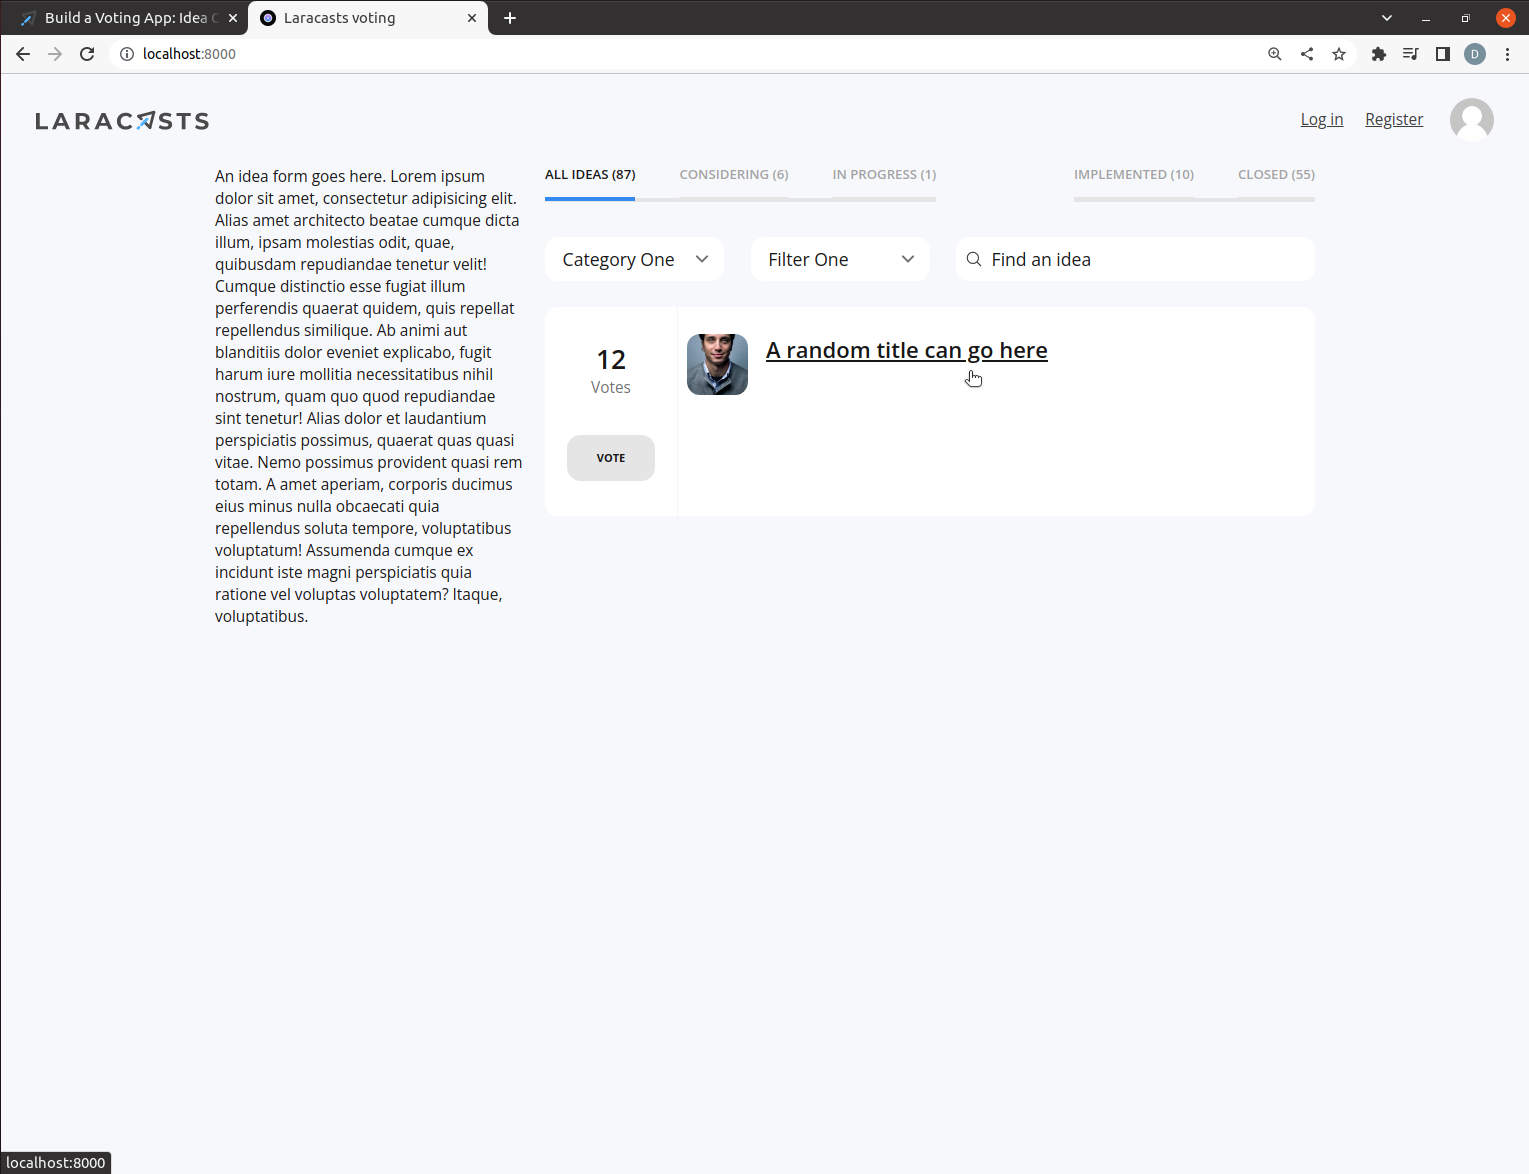 Build a Voting App: Idea
Laracasts voting
localhost:8000
D
LARACASTS
Log in
Register
An idea form goes here. Lorem ipsum
dolor sit amet, consectetur adipisicing elit.
Alias amet architecto beatae cumque dicta
illum, ipsam molestias odit, quae,
quibusdam repudiandae tenetur velit!
Cumque distinctio esse fugiat illum
perferendis quaerat quidem, quis repellat
repellendus similique. Ab animi aut
blanditiis dolor eveniet explicabo, fugit
harum iure mollitia necessitatibus nihil
nostrum, quam quo quod repudiandae
sint tenetur! Alias dolor et laudantium
perspiciatis possimus, quaerat quas quasi
vitae. Nemo possimus provident quasi rem
totam. A amet aperiam, corporis ducimus
eius minus nulla obcaecati quia
repellendus soluta tempore, voluptatibus
voluptatum! Assumenda cumque ex
incidunt iste magni perspiciatis quia
ratione vel voluptas voluptatem? Itaque,
voluptatibus.
ALL IDEAS (87)
CONSIDERING (6)
IN PROGRESS (1)
IMPLEMENTED (10)
CLOSED (55)
Category One
Filter One
Find an idea
12
Votes
VOTE
A random title can go here
localhost:8000